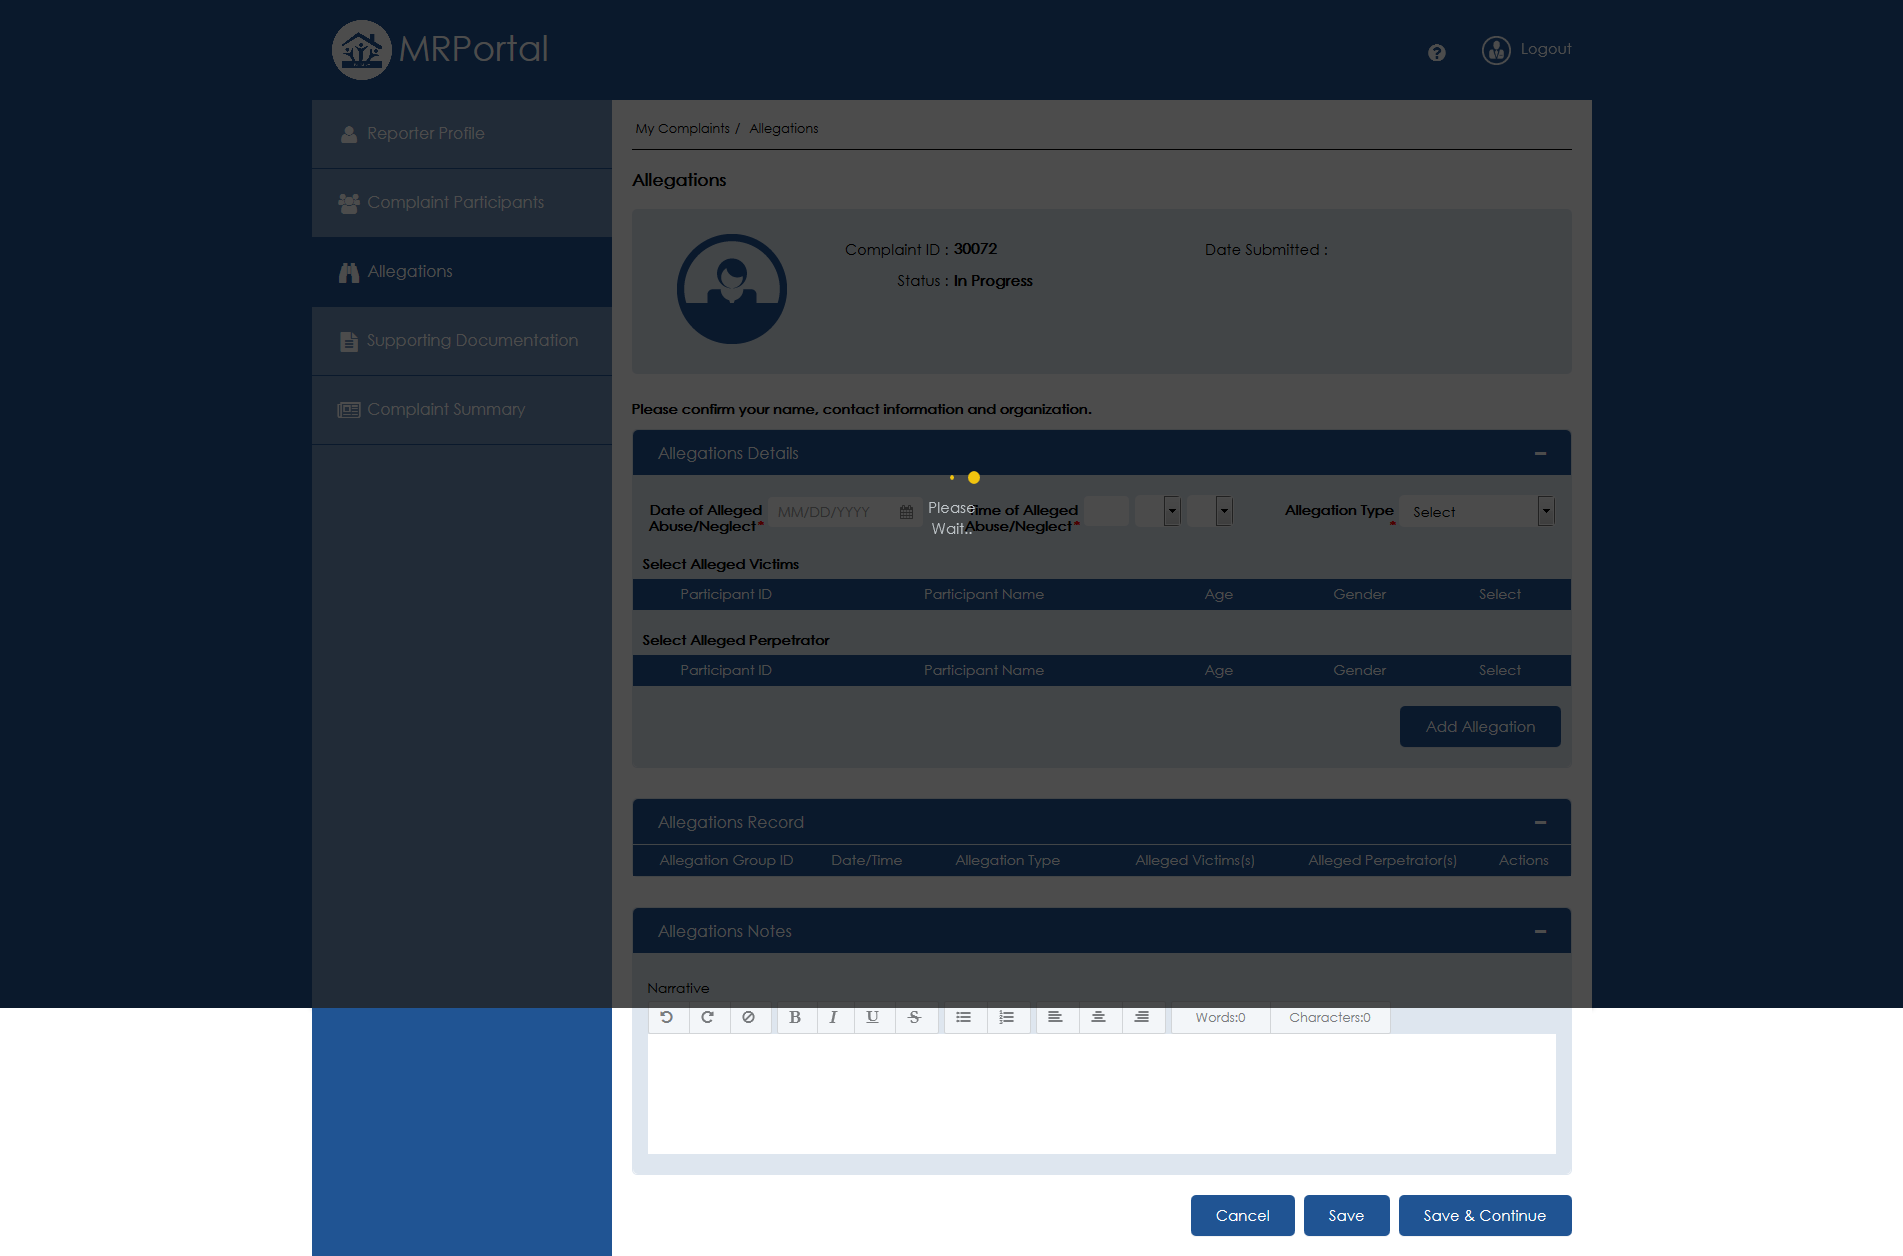 MRPortal
Logout
Reporter Profile
Complaint Participants
Allegations
Supporting Documentation
Complaint Summary
My Complaints / Allegations
Allegations
Complaint ID : 30072
Date Submitted :
Status : In Progress
Please confirm your name, contact information and organization.
Allegations Details
Date of Alleged
Abuse/Neglect*
MM/DD/YYYY
Please
Wait..
Time of Alleged
Abuse/Neglect*
Allegation Type
*
Select
Select Alleged Victims
Participant ID Participant Name Age Gender Select
Select Alleged Perpetrator
Participant ID Participant Name Age Gender Select
Add Allegation
Allegations Record
Allegation Group ID Date/Time Allegation Type Alleged Victims(s) Alleged Perpetrator(s) Actions
Allegations Notes
Narrative
B I U S Words:0 Characters:0
Cancel Save Save & Continue